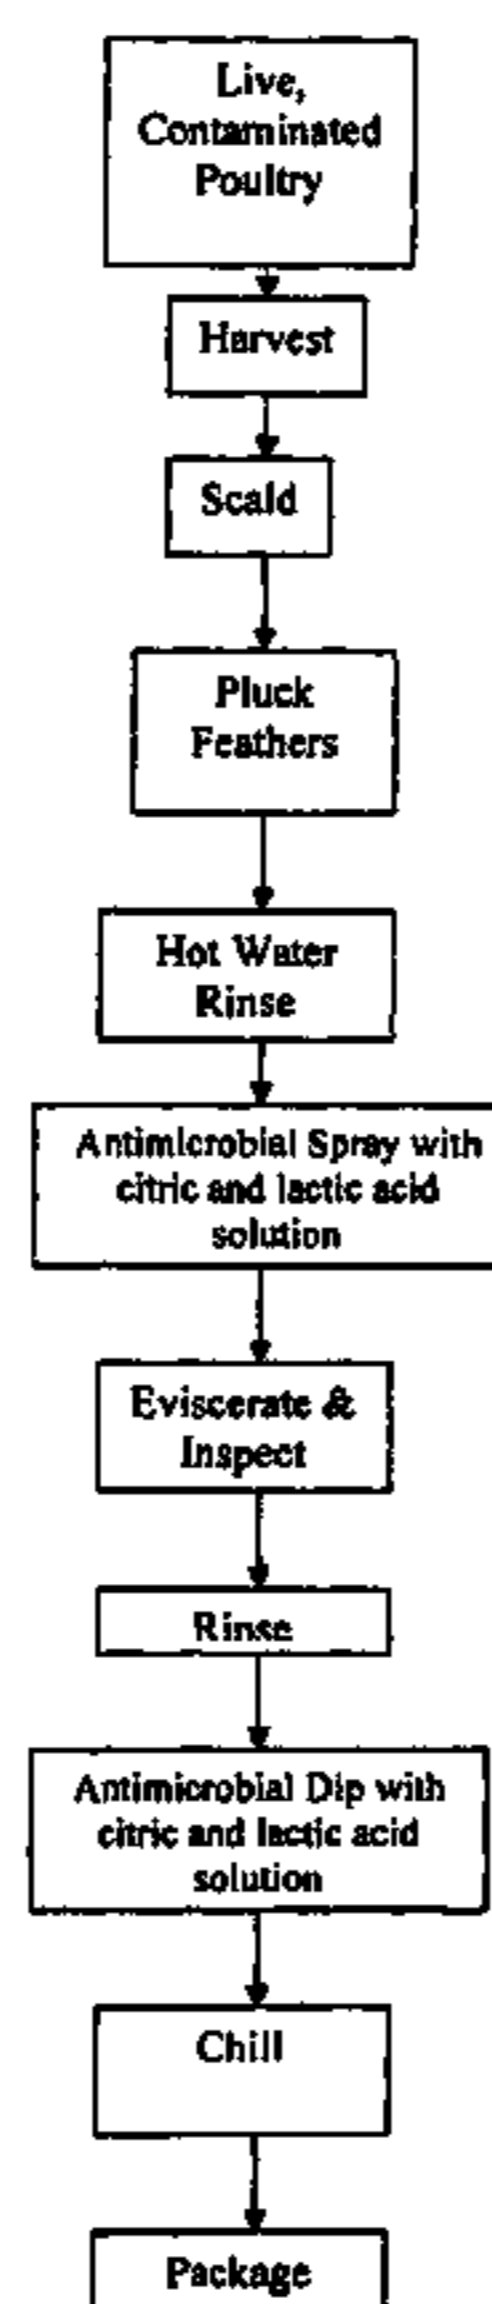 Live,
Contaminated
Poultry
Harvest
Scald
Pluck
Feathers
Hot Water
Rinse
Antimicrobial Spray with
citric and lactic acid
solution
Eviscerate &
Inspect
Rinse
Antimicrobial Dip with
citric and lactic acid
solution
Chill
Package